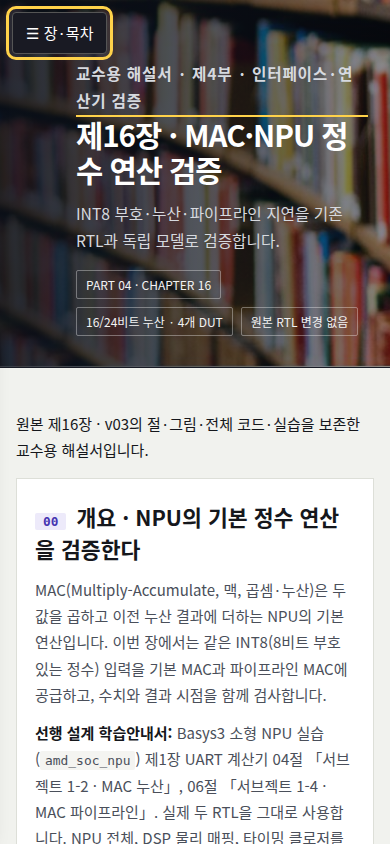 ☰ 장·목차
교수용 해설서 · 제4부 · 인터페이스·연
산기 검증
제16장 · MAC·NPU 정
수 연산 검증
INT8 부호·누산·파이프라인 지연을 기존
RTL과 독립 모델로 검증합니다.
PART 04 · CHAPTER 16
16/24비트 누산 · 4개 DUT
원본 RTL 변경 없음
원본 제16장 · v03의 절·그림·전체 코드·실습을 보존한
교수용 해설서입니다.
00 개요 · NPU의 기본 정수 연산
을 검증한다
MAC(Multiply-Accumulate, 맥, 곱셈·누산)은 두
값을 곱하고 이전 누산 결과에 더하는 NPU의 기본
연산입니다. 이번 장에서는 같은 INT8(8비트 부호
있는 정수) 입력을 기본 MAC과 파이프라인 MAC에
공급하고, 수치와 결과 시점을 함께 검사합니다.
선행 설계 학습안내서: Basys3 소형 NPU 실습
(amd_soc_npu) 제1장 UART 계산기 04절 「서브
젝트 1-2 · MAC 누산」, 06절 「서브젝트 1-4 ·
MAC 파이프라인」. 실제 두 RTL을 그대로 사용합
니다. NPU 전체, DSP 물리 매핑, 타이밍 클로저를